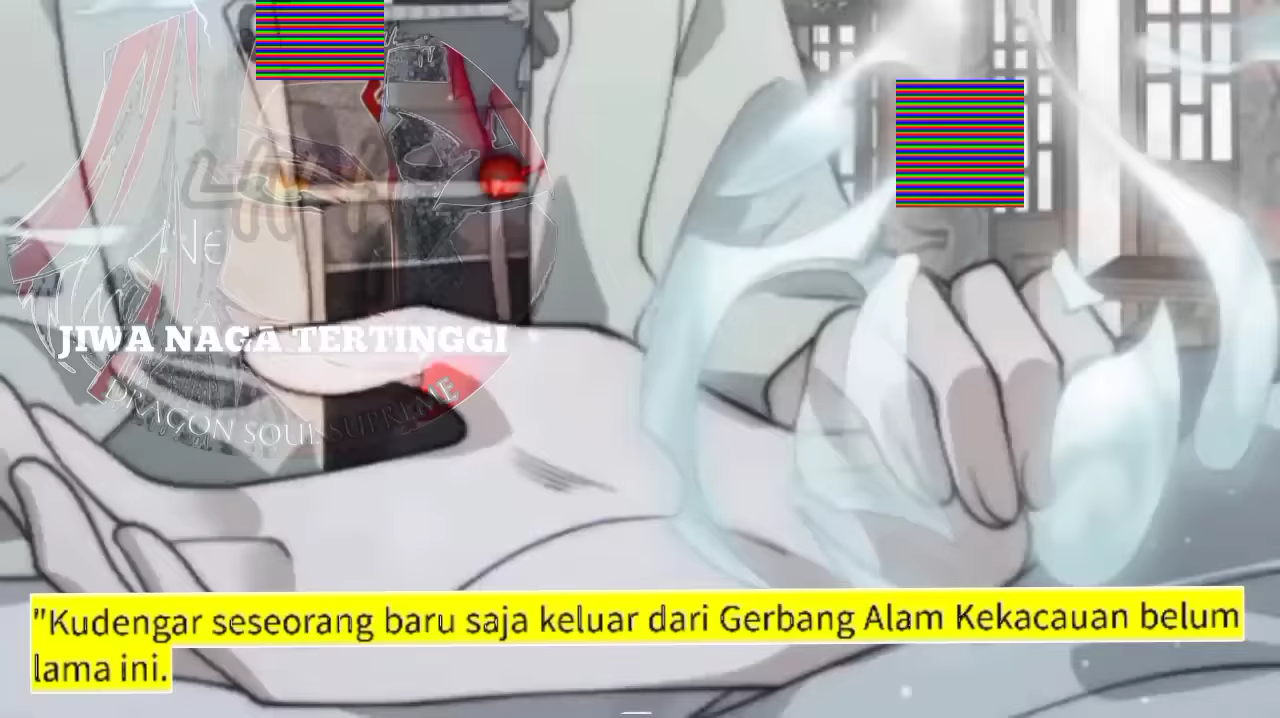 JIWA NAGA TERTINGGI
DRAGON SOUL SUPREME
"Kudengar seseorang baru saja keluar dari Gerbang Alam Kekacauan belum
lama ini.